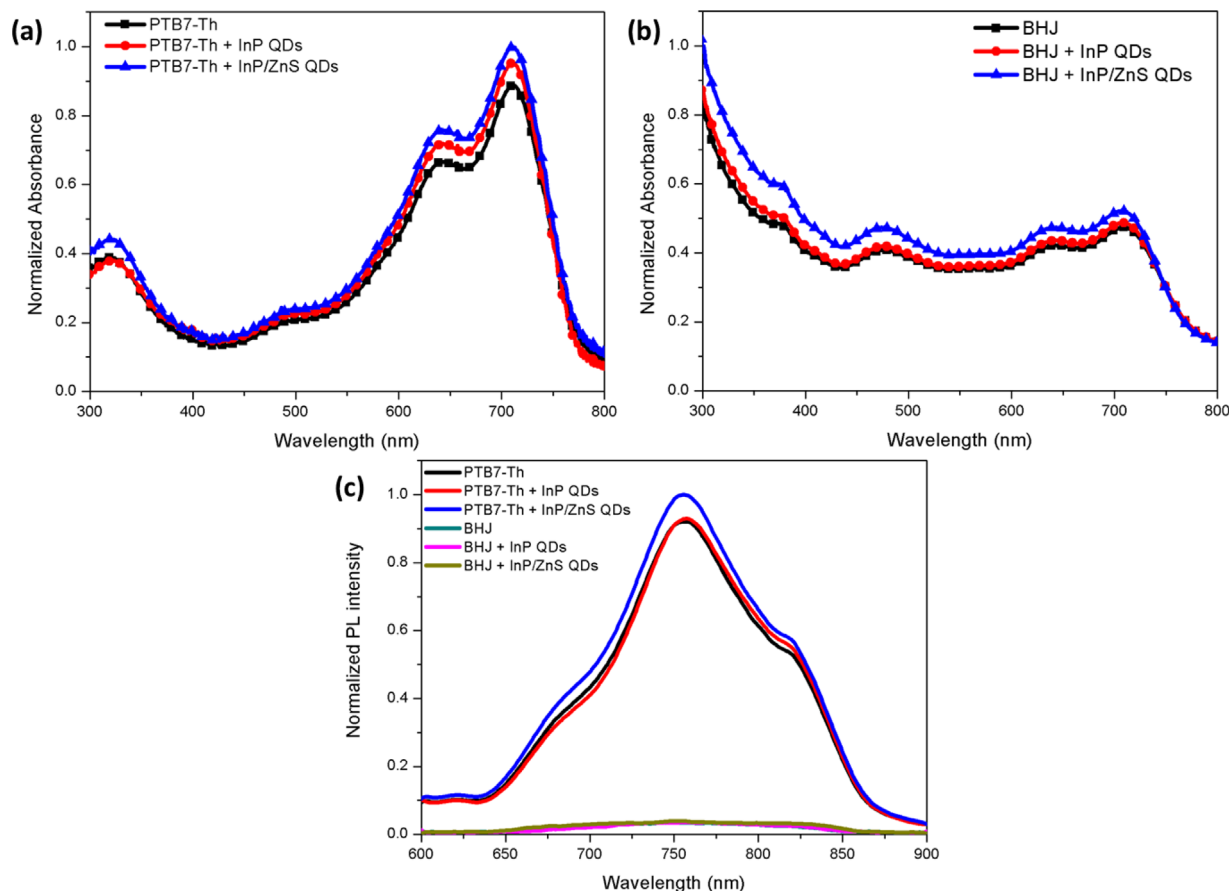 (a)
PTB7-Th
PTB7-Th + InP QDs
PTB7-Th + InP/ZnS QDs
Normalized Absorbance
1.0
0.8
0.6
0.4
0.2
0.0
300
400
500
600
700
800
Wavelength (nm)
(b)
BHJ
BHJ + InP QDs
BHJ + InP/ZnS QDs
Normalized Absorbance
1.0
0.8
0.6
0.4
0.2
0.0
300
400
500
600
700
800
Wavelength (nm)
(c)
PTB7-Th
PTB7-Th + InP QDs
PTB7-Th + InP/ZnS QDs
BHJ
BHJ + InP QDs
BHJ + InP/ZnS QDs
Normalized PL intensity
1.0
0.8
0.6
0.4
0.2
0.0
600
650
700
750
800
850
900
Wavelength (nm)